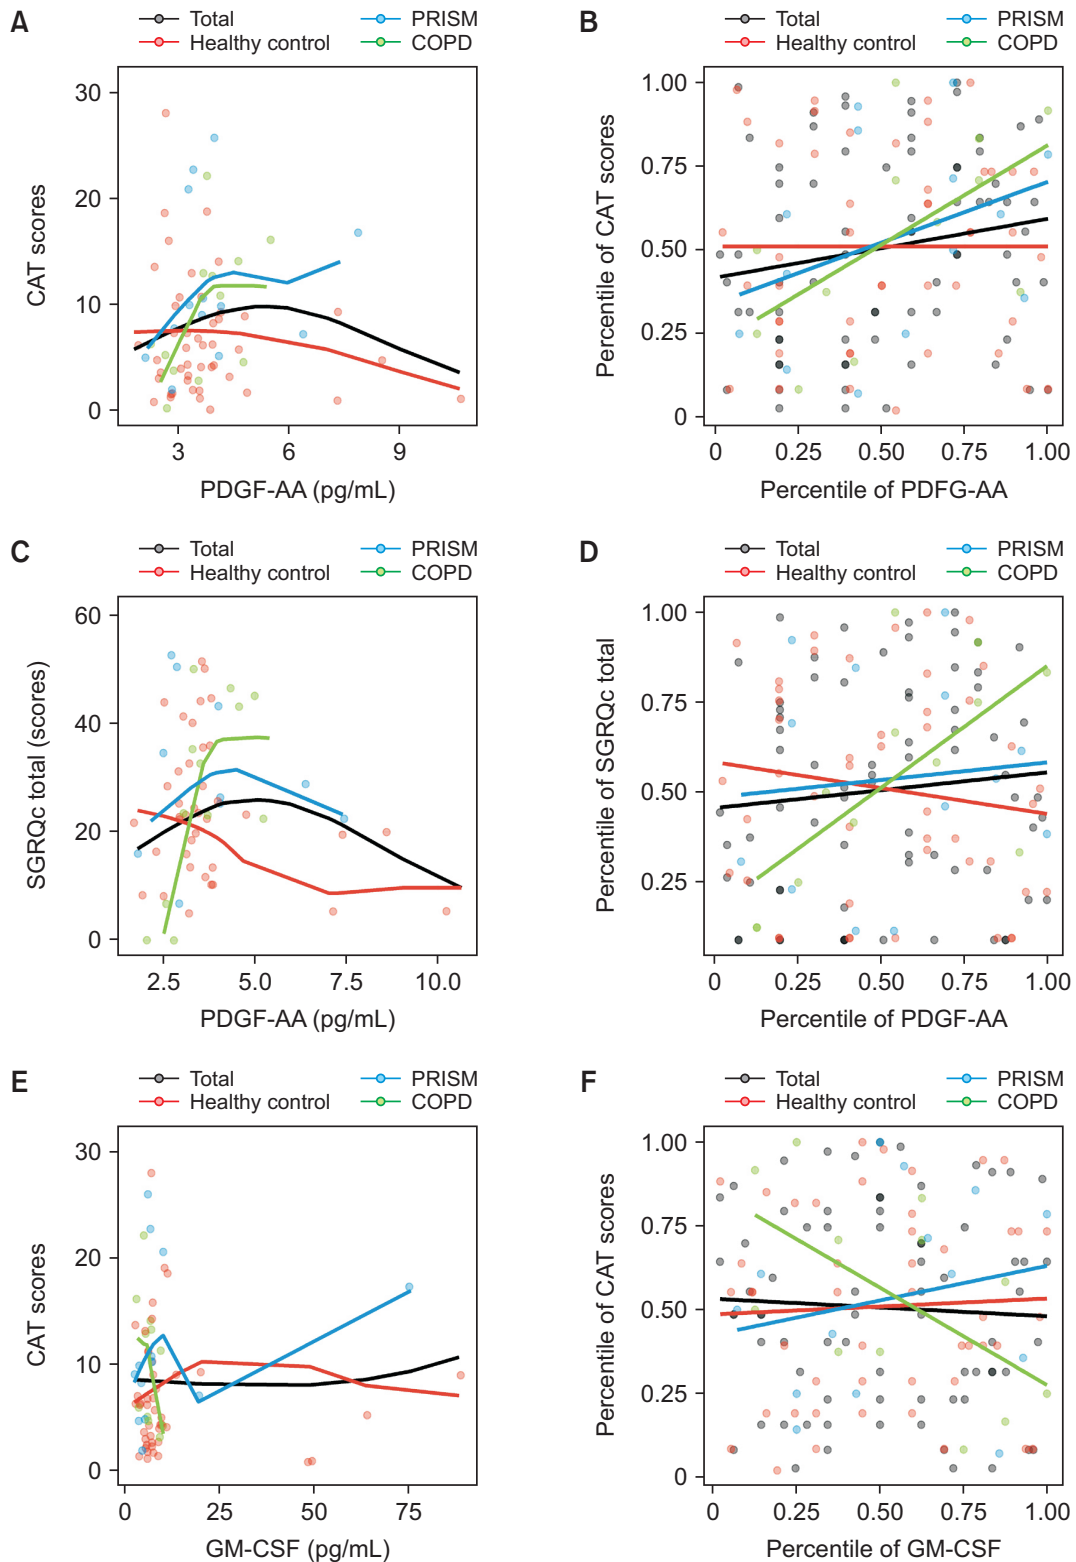 A
Total PRISM
Healthy control COPD
30
20
10
0
CAT scores
3 6 9
PDGF-AA (pg/mL)
B
Total PRISM
Healthy control COPD
1.00
0.75
0.50
0.25
0
Percentile of CAT scores
0 0.25 0.50 0.75 1.00
Percentile of PDFG-AA
C
Total PRISM
Healthy control COPD
60
40
20
0
SGRQc total (scores)
2.5 5.0 7.5 10.0
PDGF-AA (pg/mL)
D
Total PRISM
Healthy control COPD
1.00
0.75
0.50
0.25
Percentile of SGRQc total
0 0.25 0.50 0.75 1.00
Percentile of PDGF-AA
E
Total PRISM
Healthy control COPD
30
20
10
0
CAT scores
0 25 50 75
GM-CSF (pg/mL)
F
Total PRISM
Healthy control COPD
1.00
0.75
0.50
0.25
0
Percentile of CAT scores
0 0.25 0.50 0.75 1.00
Percentile of GM-CSF